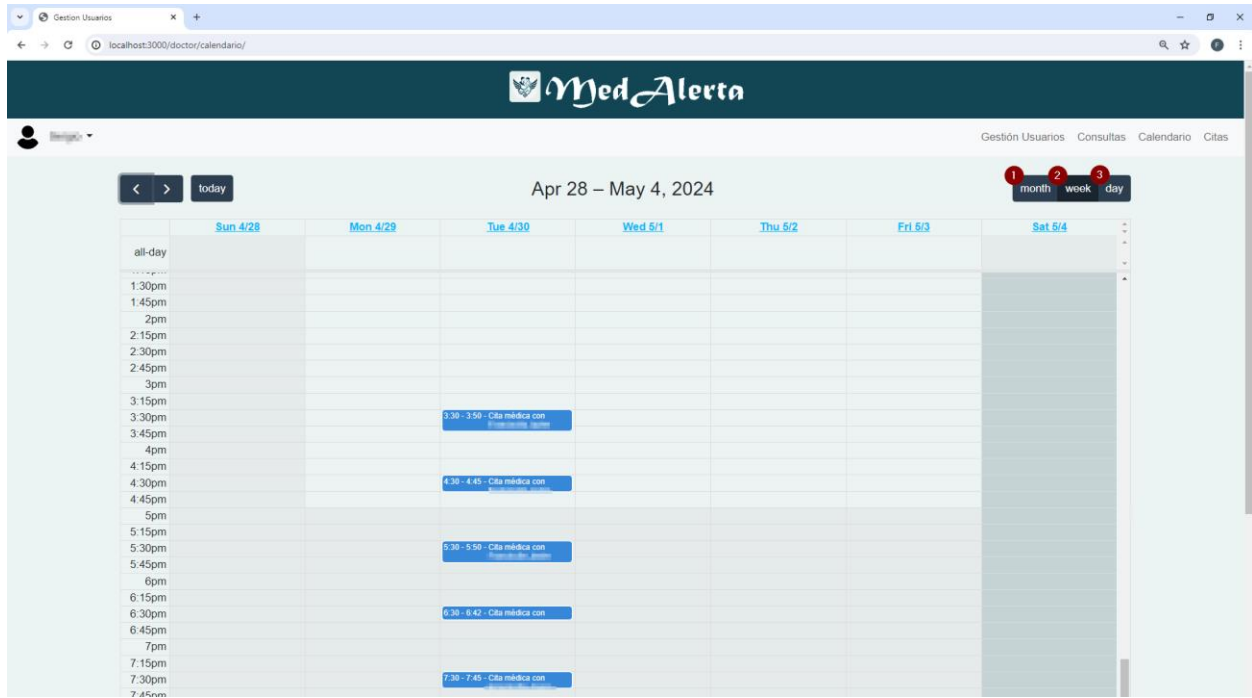 Gestion Usuarios
localhost:3000/doctor/calendario/
Med Alerta
Gestión Usuarios Consultas Calendario Citas
today
Apr 28 – May 4, 2024
1 2 3
month week day
Sun 4/28 Mon 4/29 Tue 4/30 Wed 5/1 Thu 5/2 Fri 5/3 Sat 5/4
all-day
1:30pm
1:45pm
2pm
2:15pm
2:30pm
2:45pm
3pm
3:15pm
3:30pm 3:30 - 3:50 - Cita médica con
3:45pm
4pm
4:15pm
4:30pm 4:30 - 4:45 - Cita médica con
4:45pm
5pm
5:15pm
5:30pm 5:30 - 5:50 - Cita médica con
5:45pm
6pm
6:15pm
6:30pm 6:30 - 6:42 - Cita médica con
6:45pm
7pm
7:15pm
7:30pm 7:30 - 7:45 - Cita médica con
7:45pm